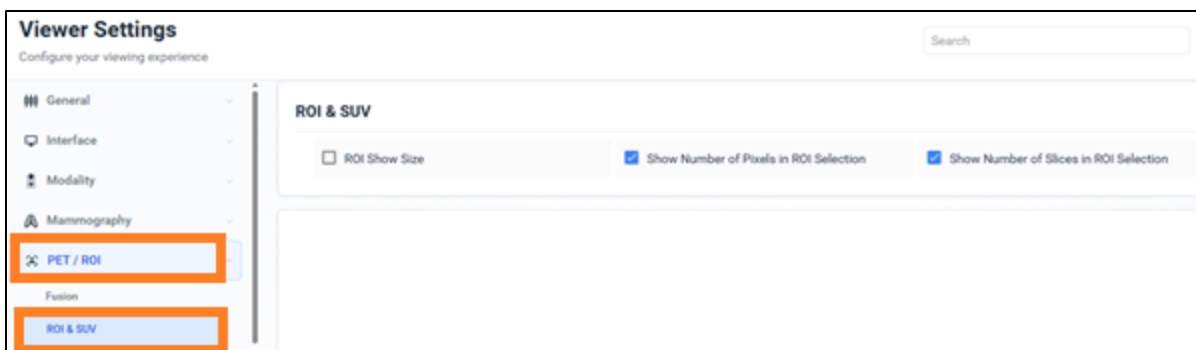 Viewer Settings
Configure your viewing experience
Search
General
Interface
Modality
Mammography
PET / ROI
Fusion
ROI & SUV
ROI & SUV
ROI Show Size
Show Number of Pixels in ROI Selection
Show Number of Slices in ROI Selection